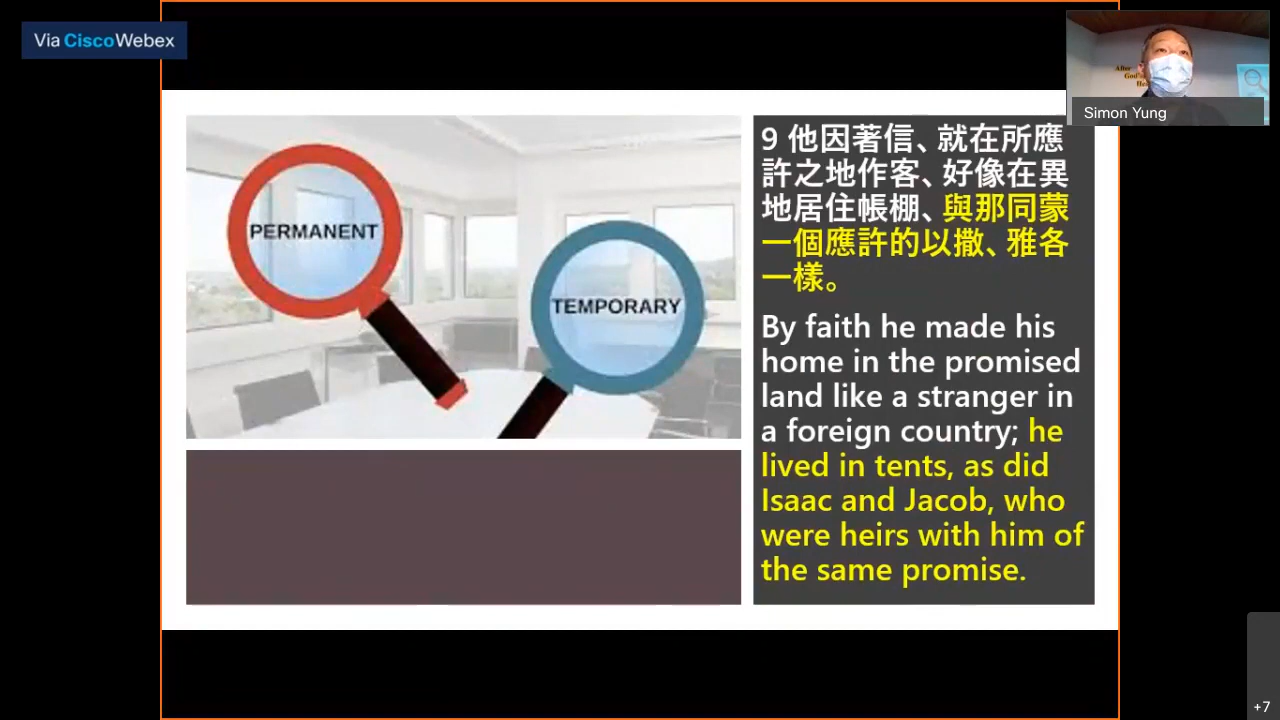 Via CiscoWebex
After
God's
Simon Yung
PERMANENT
TEMPORARY
9 他因著信、就在所應
許之地作客、好像在異
地居住帳棚、與那同蒙
一個應許的以撒、雅各
一樣。
By faith he made his
home in the promised
land like a stranger in
a foreign country; he
lived in tents, as did
Isaac and Jacob, who
were heirs with him of
the same promise.
+7